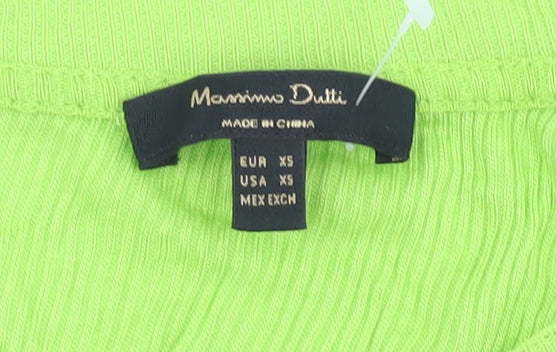 Massimo Dutti
MADE IN CHINA
EUR XS
USA XS
MEX EXCH